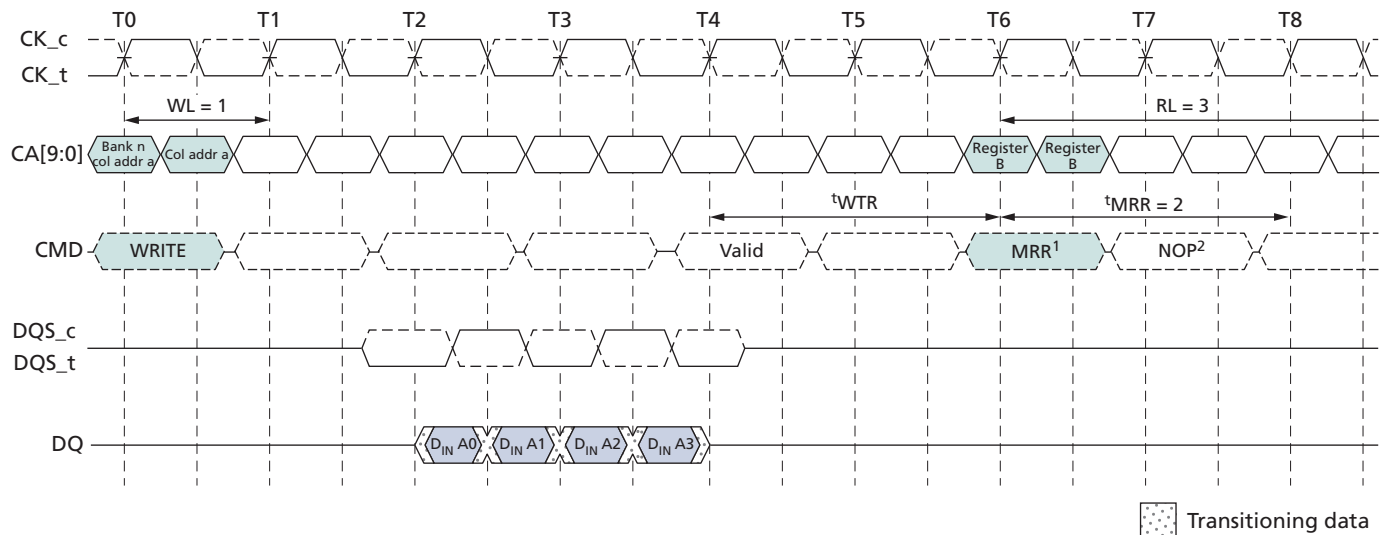 T0 T1 T2 T3 T4 T5 T6 T7 T8
CK_c
CK_t
WL = 1 RL = 3
CA[9:0] Bank n col addr a Col addr a Register B Register B
tWTR tMRR = 2
CMD WRITE Valid MRR1 NOP2
DQS_c
DQS_t
DQ DIN A0 DIN A1 DIN A2 DIN A3
Transitioning data